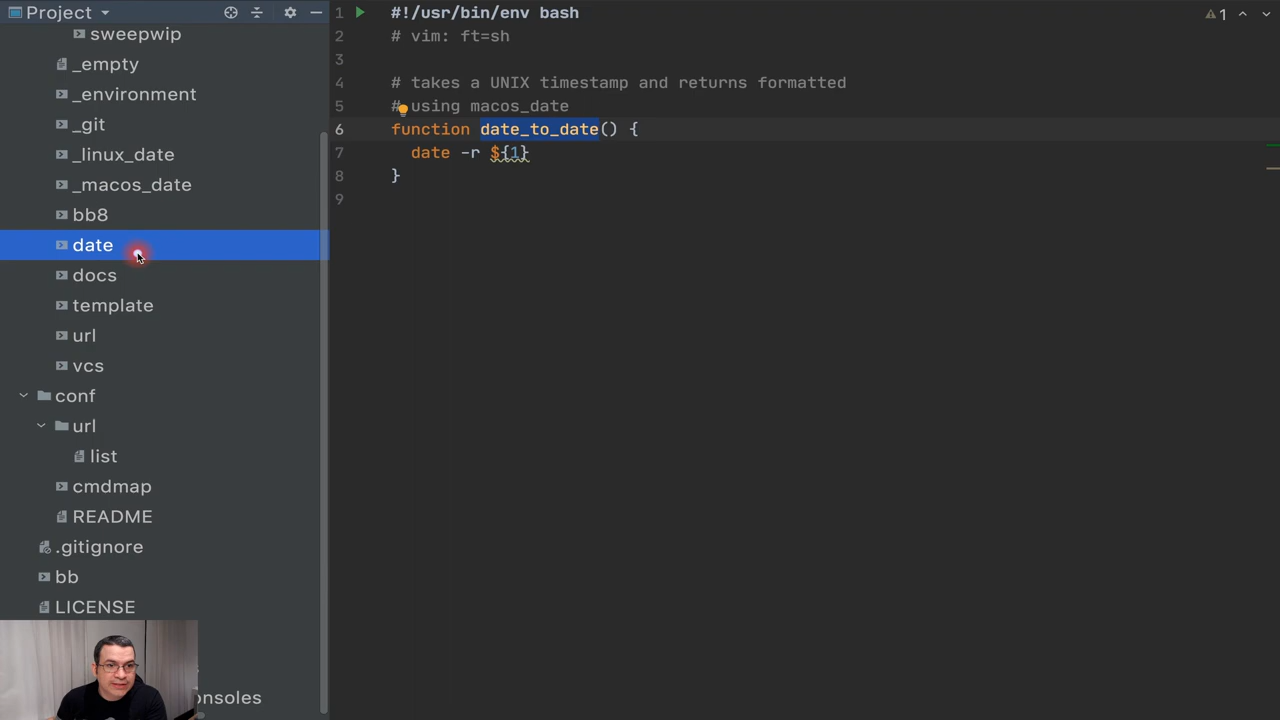 Project
sweepwip
_empty
_environment
_git
_linux_date
_macos_date
bb8
date
docs
template
url
vcs
conf
url
list
cmdmap
README
.gitignore
bb
LICENSE
onsoles
1 #!/usr/bin/env bash
2 # vim: ft=sh
3
4 # takes a UNIX timestamp and returns formatted
5 # using macos_date
6 function date_to_date() {
7 date -r ${1}
8 }
9
1